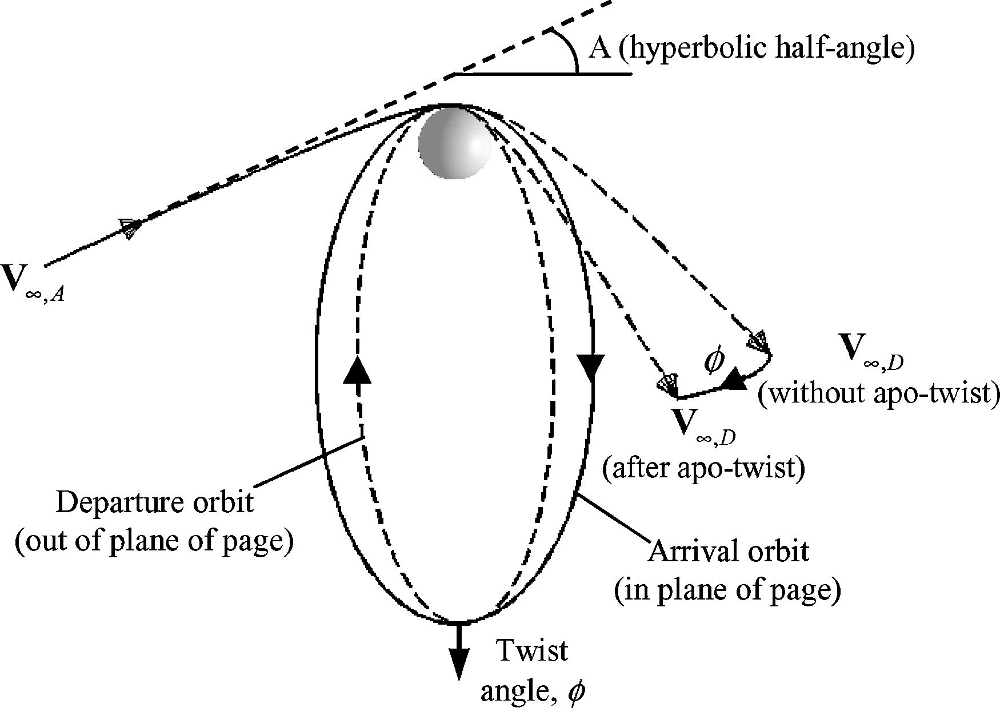 A (hyperbolic half-angle)
V∞,A
ϕ
V∞,D
(without apo-twist)
V∞,D
(after apo-twist)
Departure orbit
(out of plane of page)
Arrival orbit
(in plane of page)
Twist
angle, ϕ